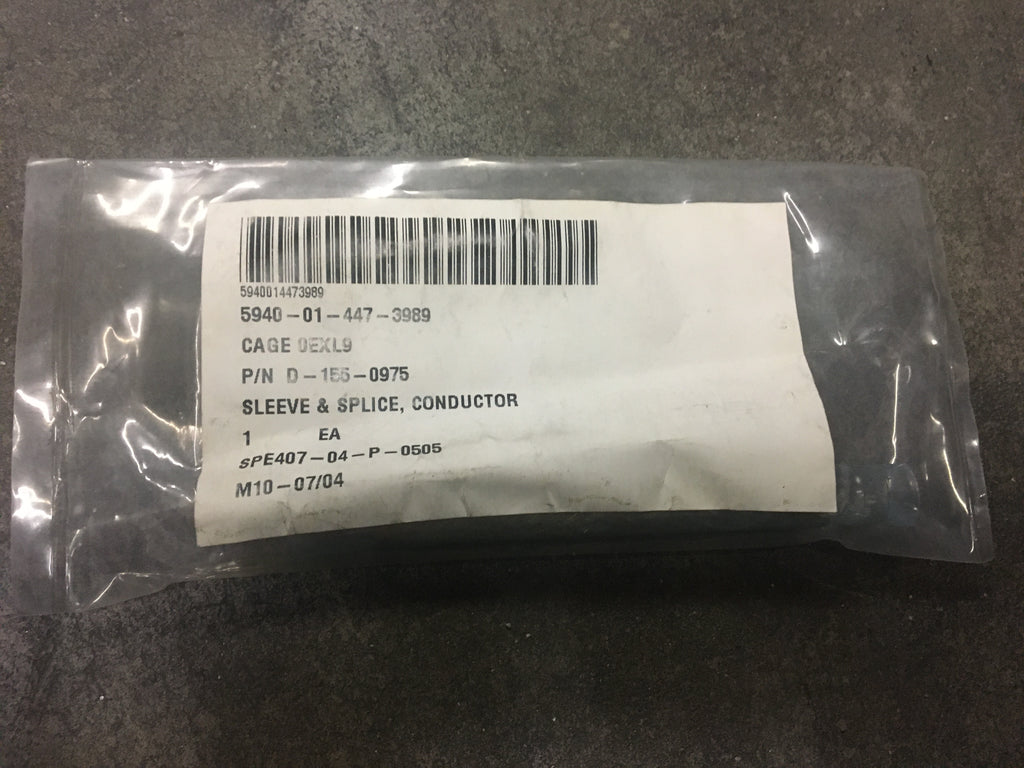 5940014473989
5940-01-447-3989
CAGE 0EXL9
P/N D-155-0975
SLEEVE & SPLICE, CONDUCTOR
1 EA
SPE407-04-P-0505
M10-07/04